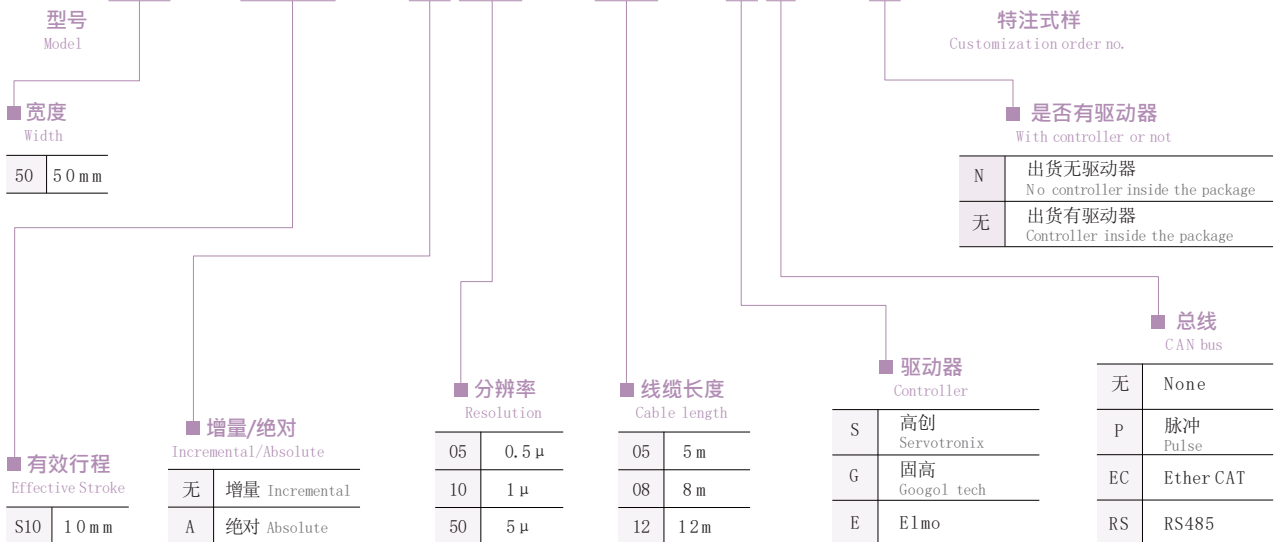 型号
Model
特注式样
Customization order no.
宽度
Width
50 50mm
是否有驱动器
With controller or not
N 出货无驱动器
No controller inside the package
无 出货有驱动器
Controller inside the package
总线
CAN bus
无 None
P 脉冲
Pulse
EC Ether CAT
RS RS485
驱动器
Controller
S 高创
Servotronix
G 固高
Googol tech
E Elmo
线缆长度
Cable length
05 5m
08 8m
12 12m
分辨率
Resolution
05 0.5μ
10 1μ
50 5μ
增量/绝对
Incremental/Absolute
无 增量 Incremental
A 绝对 Absolute
有效行程
Effective Stroke
S10 10mm